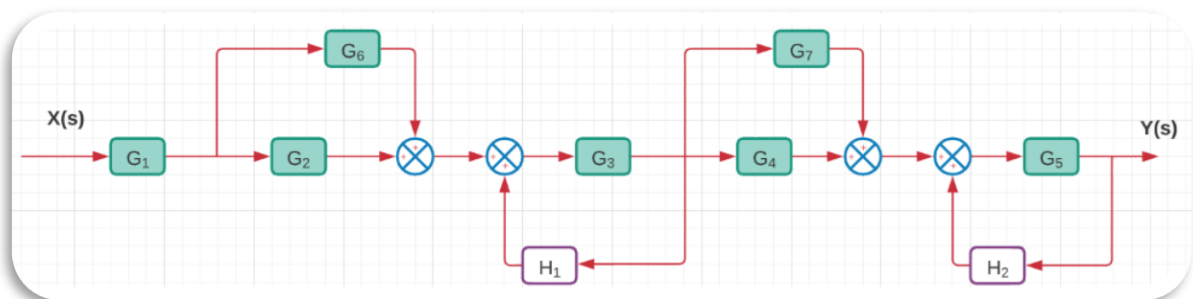 G₆
G₇
X(s)
Y(s)
G₁
G₂
+
+
+
+
G₃
G₄
+
+
+
+
G₅
H₁
H₂